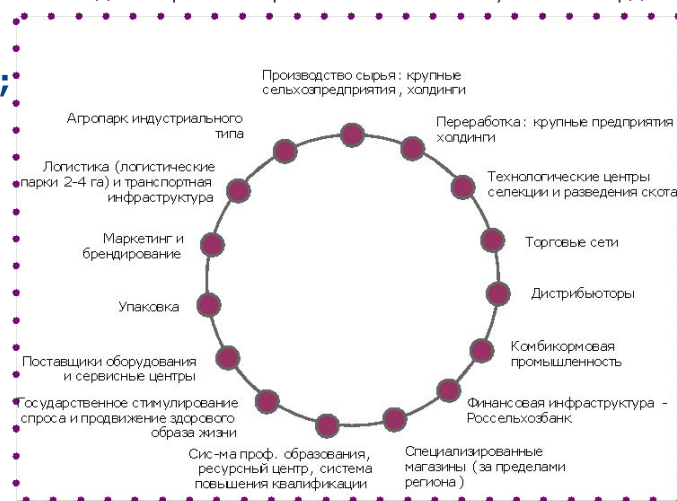 ;
Производство сырья: крупные
сельхозпредприятия, холдинги
Переработка: крупные предприятия
холдинги
Технологические центры
селекции и разведения скота
Торговые сети
Дистрибьюторы
Комбикормовая
промышленность
Финансовая инфраструктура -
Россельхозбанк
Специализированные
магазины (за пределами
региона)
Сис-ма проф. образования,
ресурсный центр, система
повышения квалификации
Государственное стимулирование
спроса и продвижение здорового
образа жизни
Поставщики оборудования
и сервисные центры
Упаковка
Маркетинг и
брендирование
Логистика (логистические
парки 2-4 га) и транспортная
инфраструктура
Агропарк индустриального
типа